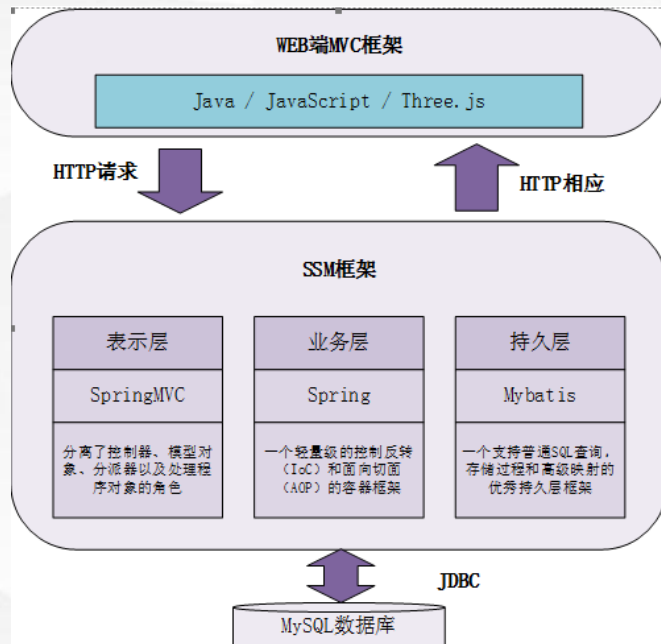 WEB端MVC框架
Java / JavaScript / Three.js
HTTP请求
HTTP相应
SSM框架
表示层
SpringMVC
分离了控制器、模型对
象、分派器以及处理程
序对象的角色
业务层
Spring
一个轻量级的控制反转
（IoC）和面向切面
（AOP）的容器框架
持久层
Mybatis
一个支持普通SQL查询，
存储过程和高级映射的
优秀持久层框架
JDBC
MySQL数据库